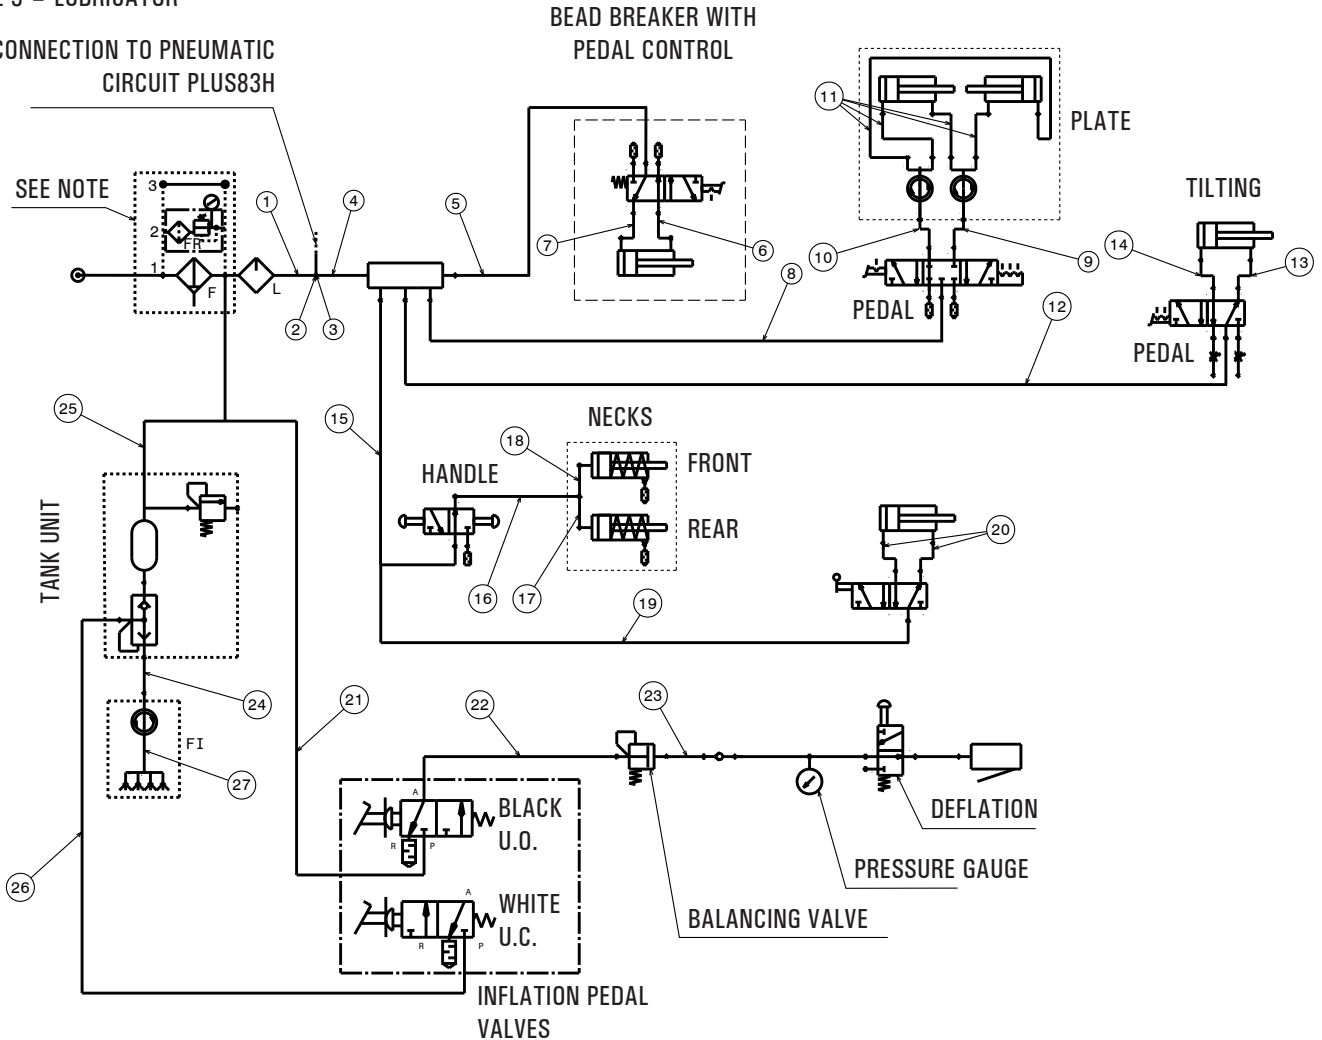 LUBRICATOR
CONNECTION TO PNEUMATIC
CIRCUIT PLUS83H
BEAD BREAKER WITH
PEDAL CONTROL
SEE NOTE
3
2
FR
1
F
L
1
4
2
3
5
7
6
8
11
PLATE
10
9
PEDAL
TILTING
14
13
12
PEDAL
15
25
TANK UNIT
NECKS
18
HANDLE
FRONT
REAR
16
17
19
20
24
21
22
23
FI
27
26
A
BLACK
U.O.
R
P
A
WHITE
U.C.
R
P
INFLATION PEDAL
VALVES
DEFLATION
PRESSURE GAUGE
BALANCING VALVE